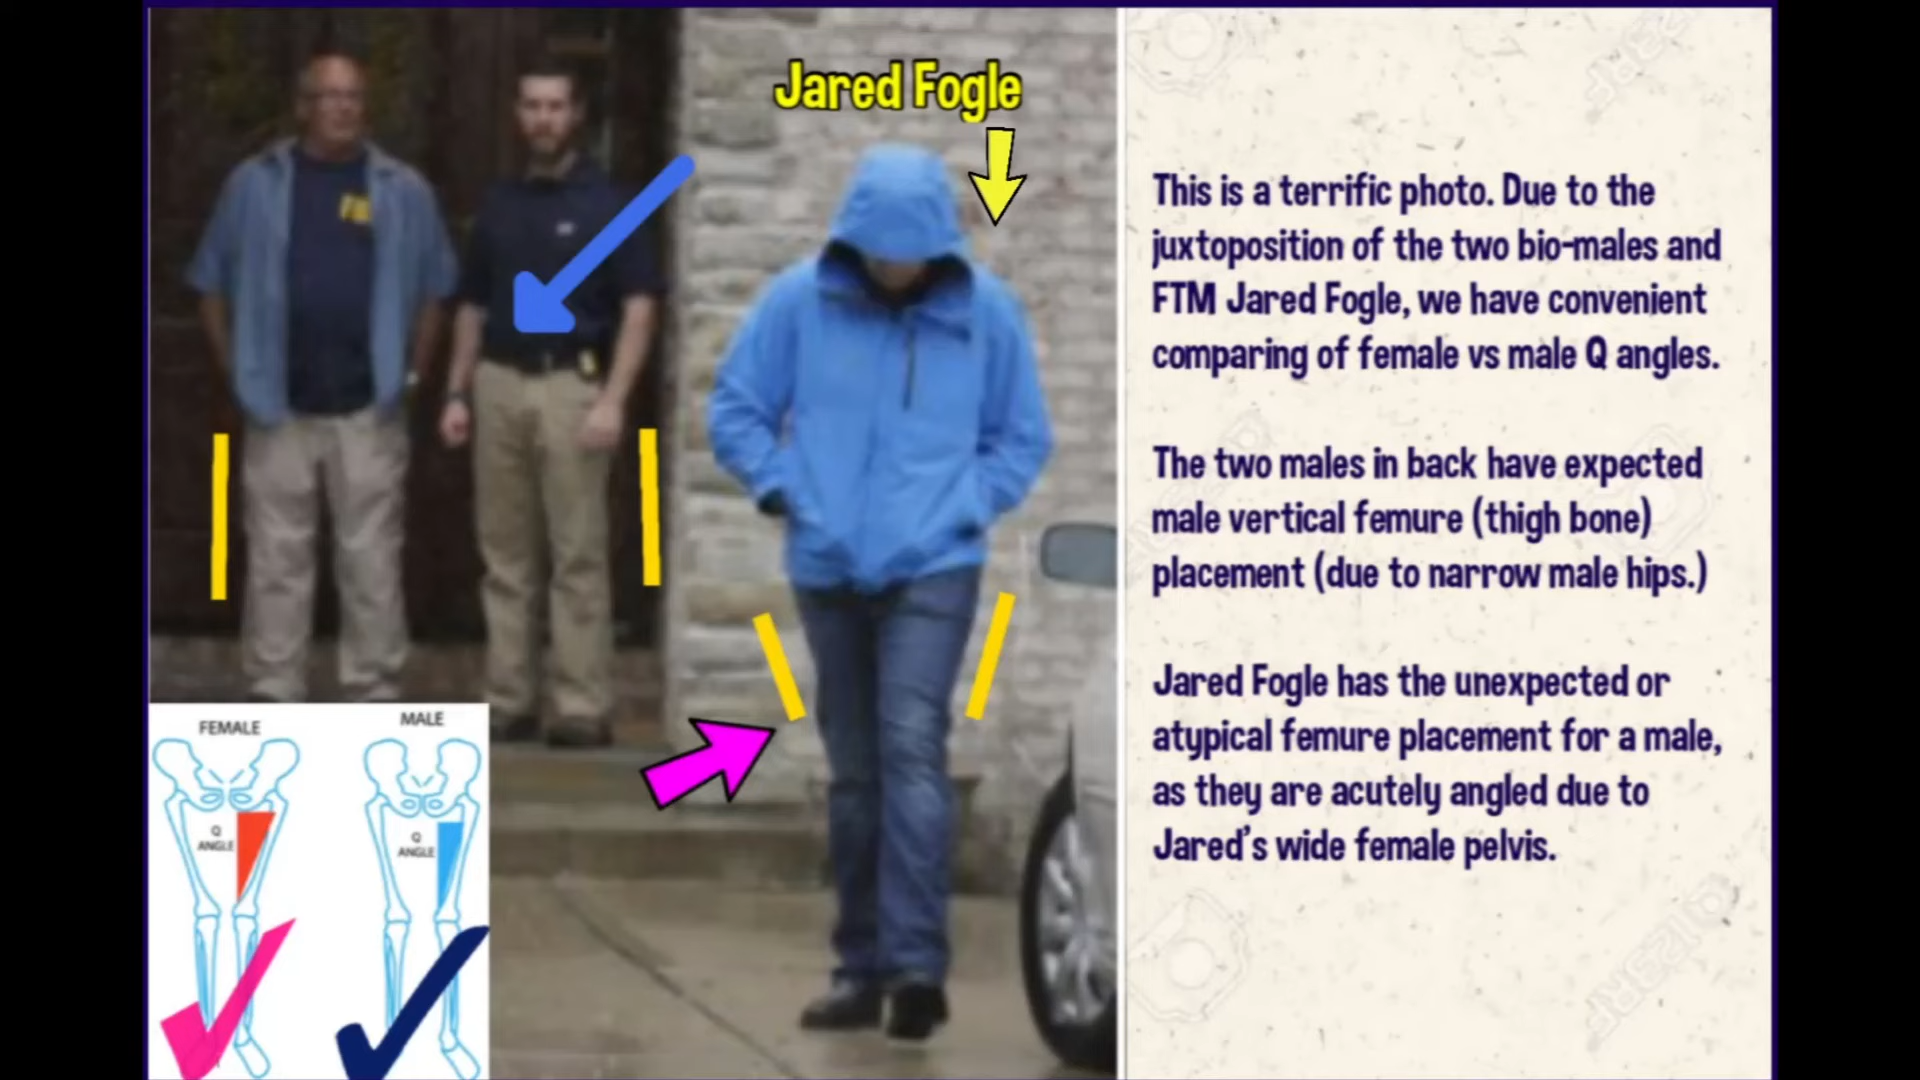 Jared Fogle
This is a terrific photo. Due to the
juxtoposition of the two bio-males and
FTM Jared Fogle, we have convenient
comparing of female vs male Q angles.
The two males in back have expected
male vertical femure (thigh bone)
placement (due to narrow male hips.)
Jared Fogle has the unexpected or
atypical femure placement for a male,
as they are acutely angled due to
Jared's wide female pelvis.
FEMALE
Q
ANGLE
MALE
Q
ANGLE